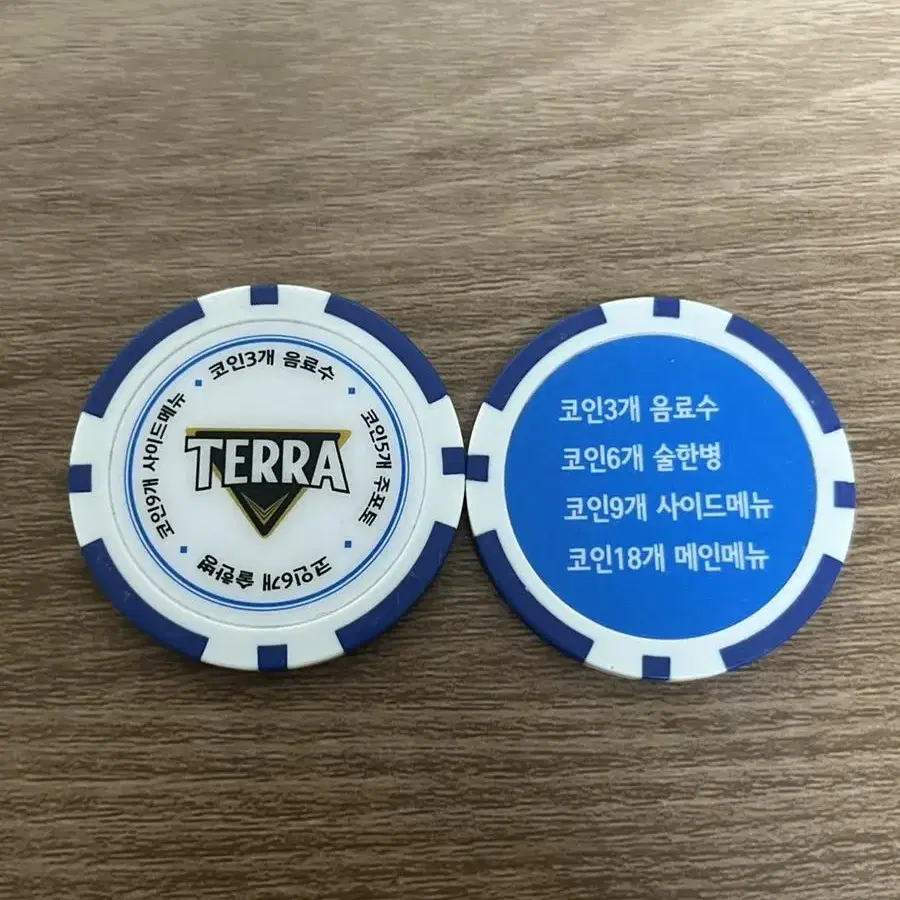 코인3개 음료수
코인5개 주포토
코인6개 술한병
코인9개 사이드메뉴
TERRA
코인3개 음료수
코인6개 술한병
코인9개 사이드메뉴
코인18개 메인메뉴